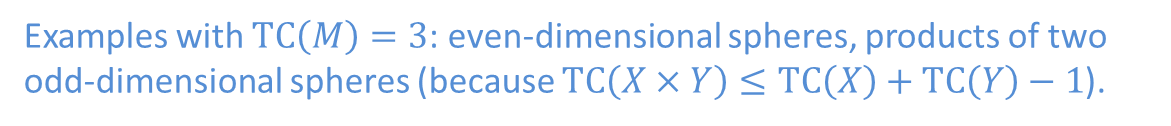 Examples with TC(𝑀) = 3: even-dimensional spheres, products of two
odd-dimensional spheres (because TC(𝑋 × 𝑌) ≤ TC(𝑋) + TC(𝑌) − 1).